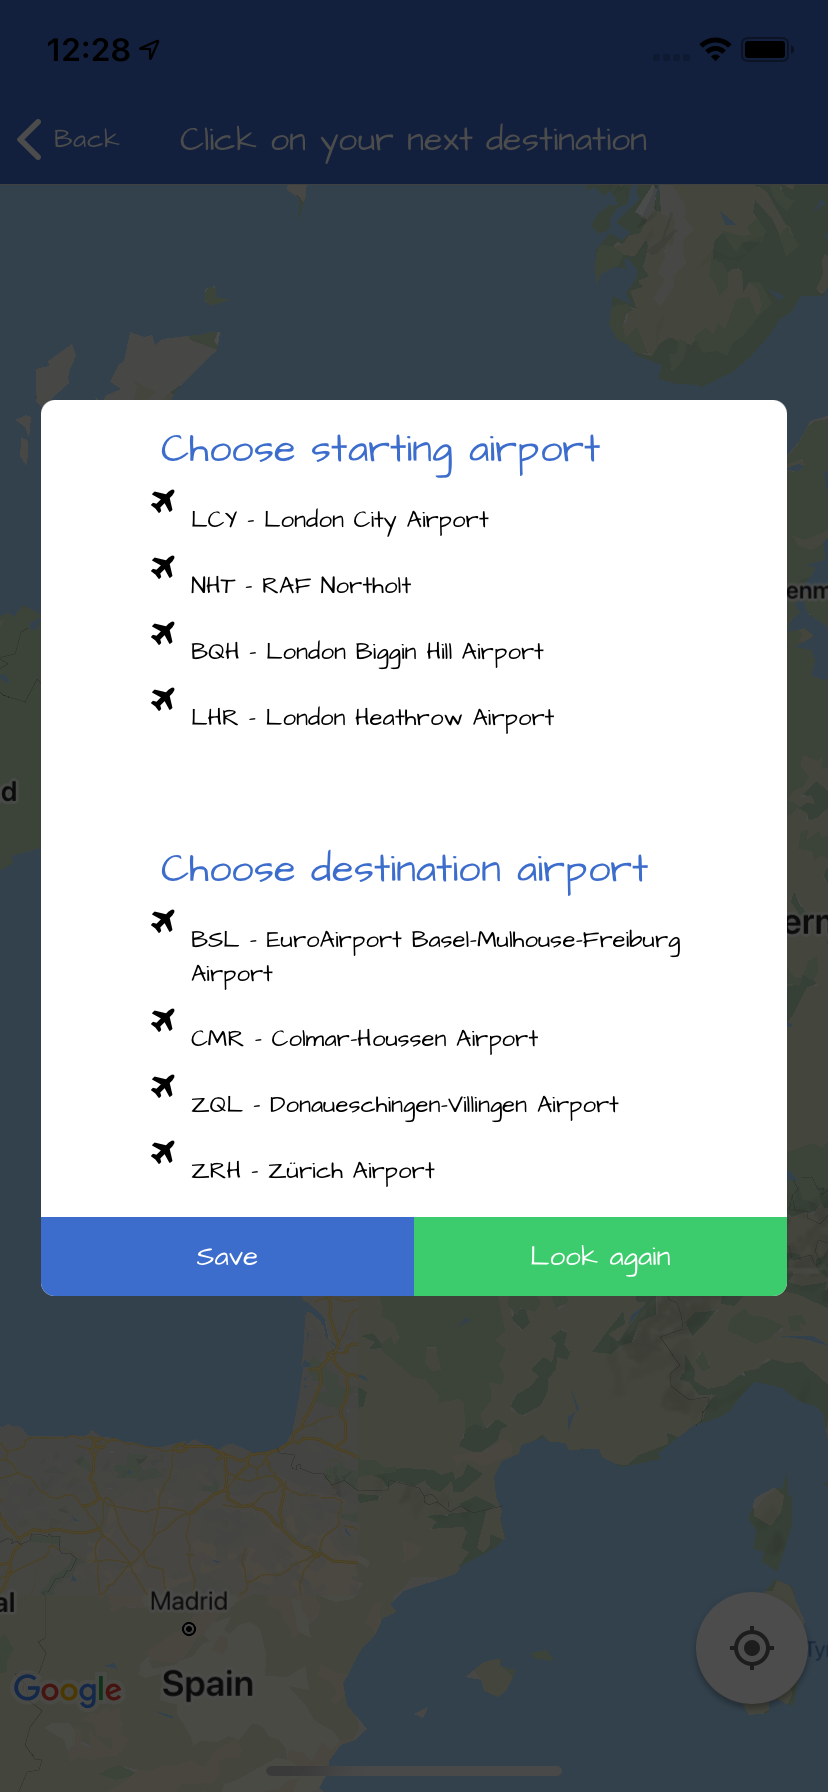 12:28
Back
Click on your next destination
Choose starting airport
LCY - London City Airport
NHT - RAF Northolt
BQH - London Biggin Hill Airport
LHR - London Heathrow Airport
Choose destination airport
BSL - EuroAirport Basel-Mulhouse-Freiburg
Airport
CMR - Colmar-Houssen Airport
ZQL - Donaueschingen-Villingen Airport
ZRH - Zürich Airport
Save
Look again
enm
d
ern
al
Madrid
Ty
Google
Spain